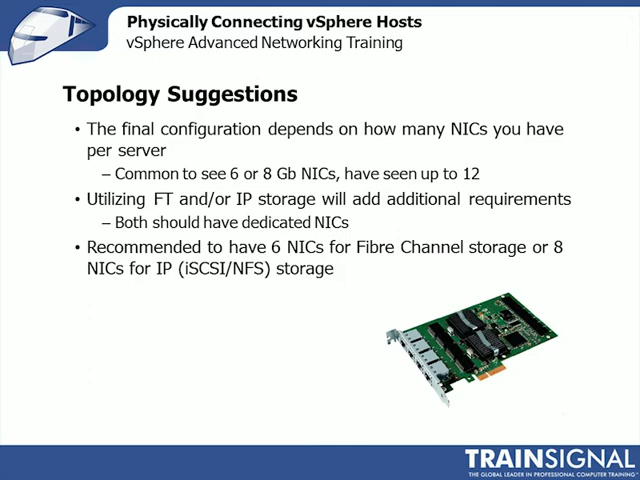 Physically Connecting vSphere Hosts
vSphere Advanced Networking Training
Topology Suggestions
• The final configuration depends on how many NICs you have
per server
– Common to see 6 or 8 Gb NICs, have seen up to 12
• Utilizing FT and/or IP storage will add additional requirements
– Both should have dedicated NICs
• Recommended to have 6 NICs for Fibre Channel storage or 8
NICs for IP (iSCSI/NFS) storage
TRAINSIGNAL
THE GLOBAL LEADER IN PROFESSIONAL COMPUTER TRAINING